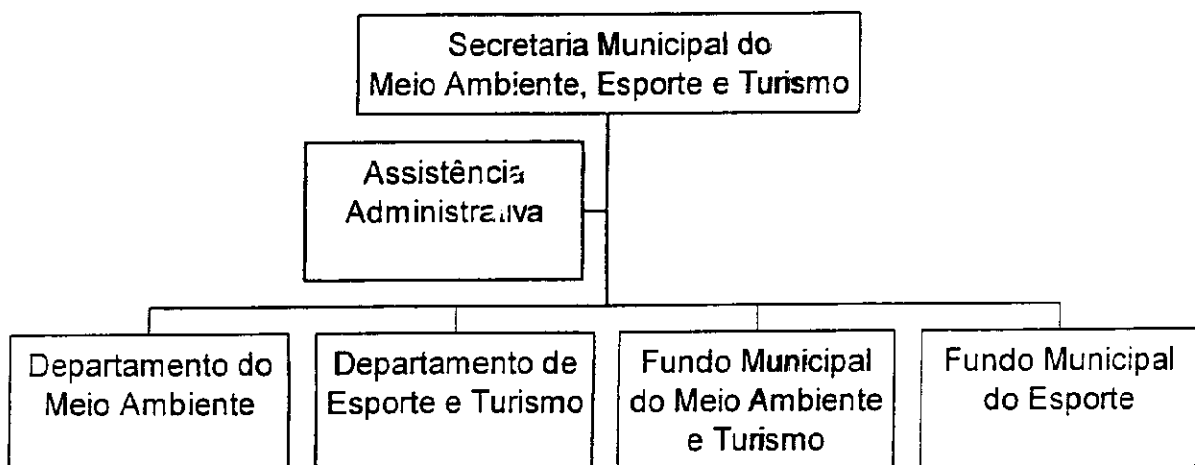 Secretaria Municipal do
Meio Ambiente, Esporte e Turismo
Assistência
Administrativa
Departamento do
Meio Ambiente
Departamento de
Esporte e Turismo
Fundo Municipal
do Meio Ambiente
e Turismo
Fundo Municipal
do Esporte